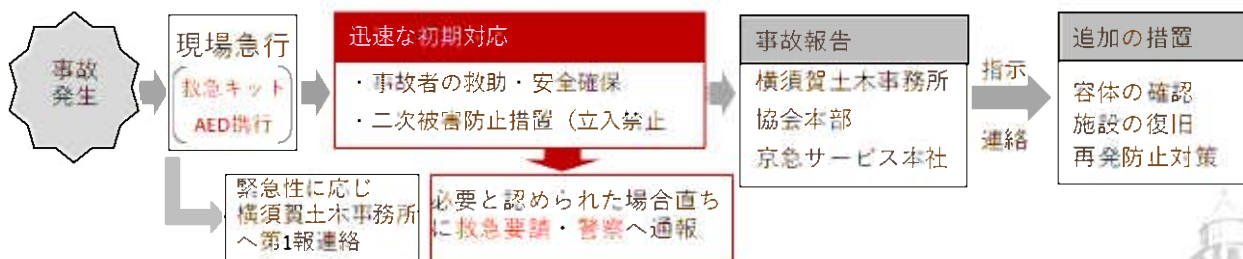 事故
発生
現場急行
救急キット
AED携行
迅速な初期対応
・事故者の救助・安全確保
・二次被害防止措置（立入禁止
事故報告
横須賀土木事務所
協会本部
京急サービス本社
指示
連絡
追加の措置
容体の確認
施設の復旧
再発防止対策
緊急性に応じ
横須賀土木事務所
へ第1報連絡
必要と認められた場合直ち
に救急要請・警察へ通報